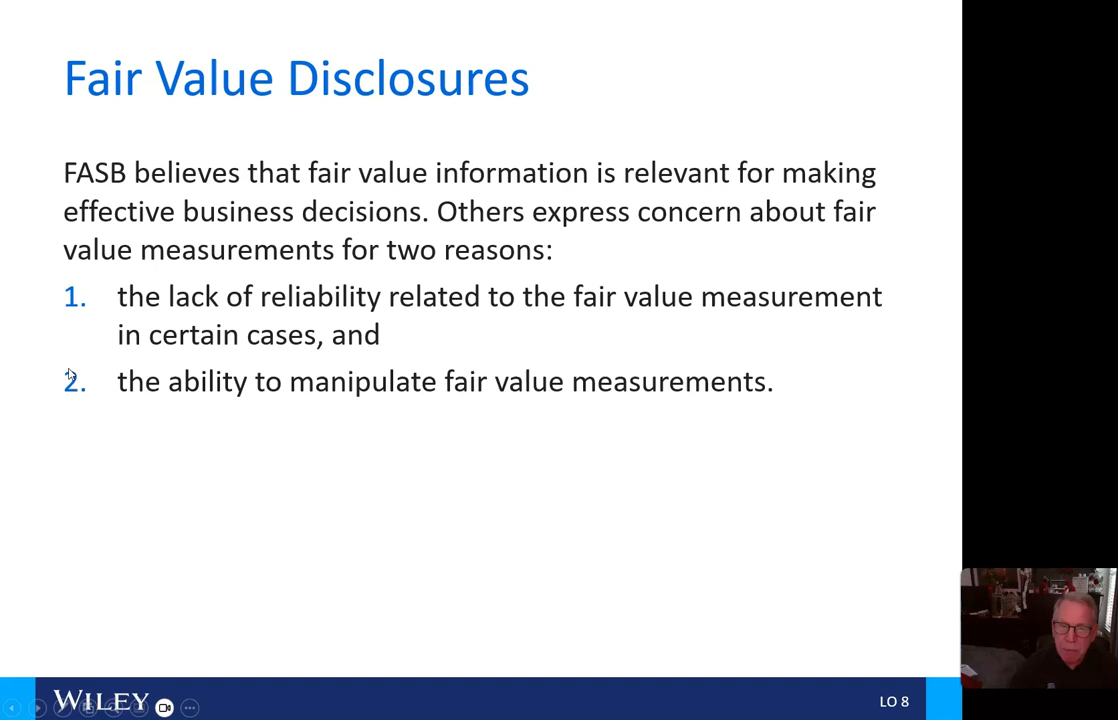 Fair Value Disclosures
FASB believes that fair value information is relevant for making
effective business decisions. Others express concern about fair
value measurements for two reasons:
1. the lack of reliability related to the fair value measurement
in certain cases, and
2. the ability to manipulate fair value measurements.
WILEY
LO 8